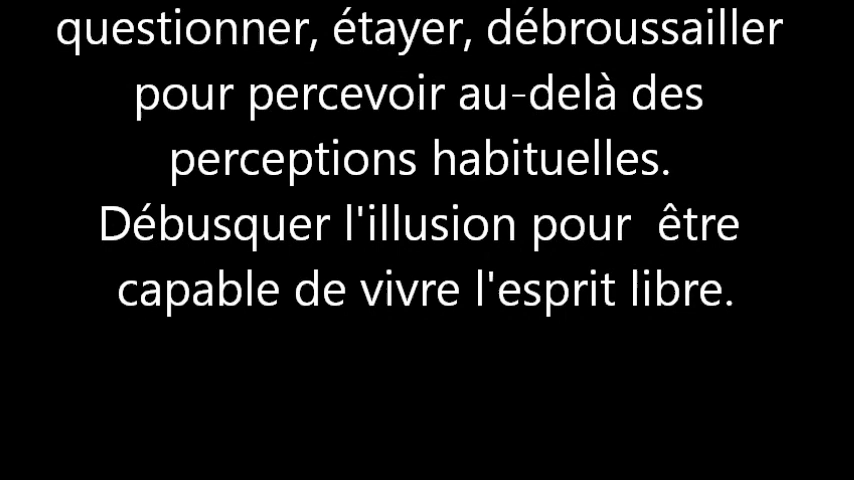 questionner, étayer, débroussailler
pour percevoir au-delà des
perceptions habituelles.
Débusquer l'illusion pour  être
capable de vivre l'esprit libre.